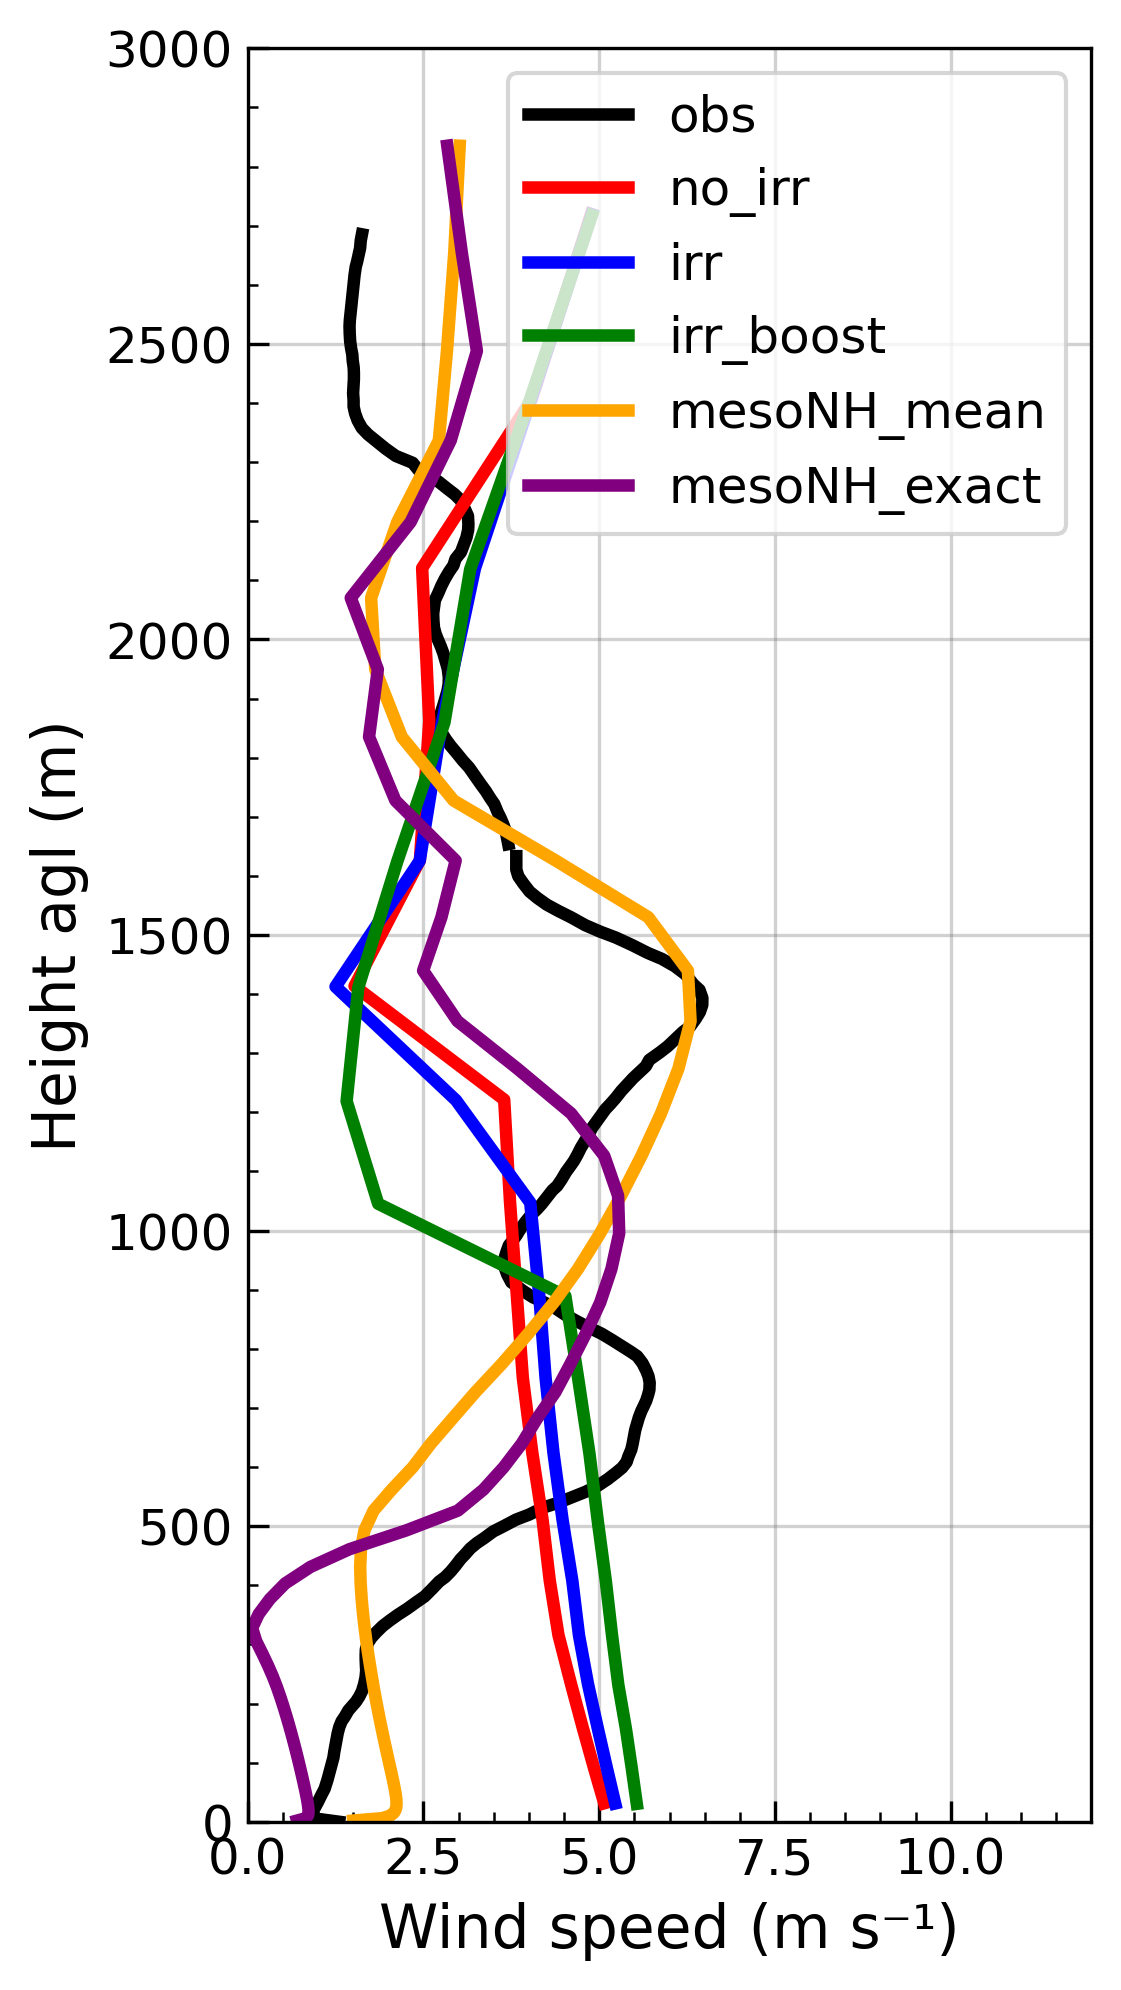 3000
2500
2000
1500
1000
500
0
Height agl (m)
obs
no_irr
irr
irr_boost
mesoNH_mean
mesoNH_exact
0.0 2.5 5.0 7.5 10.0
Wind speed (m s⁻¹)